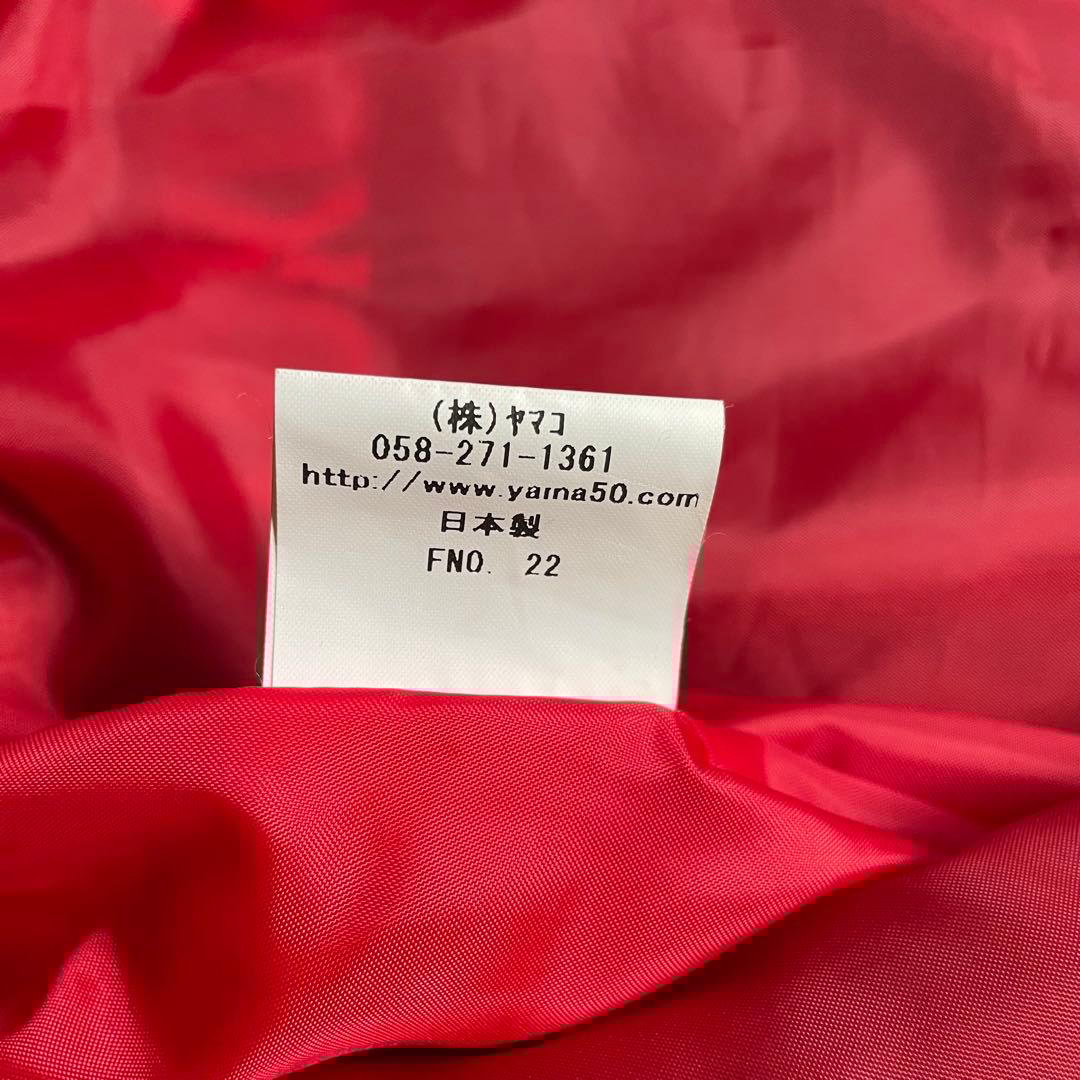 (株)ﾔﾏｺ
058-271-1361
http://www.yama50.com
日本製
FNO. 22